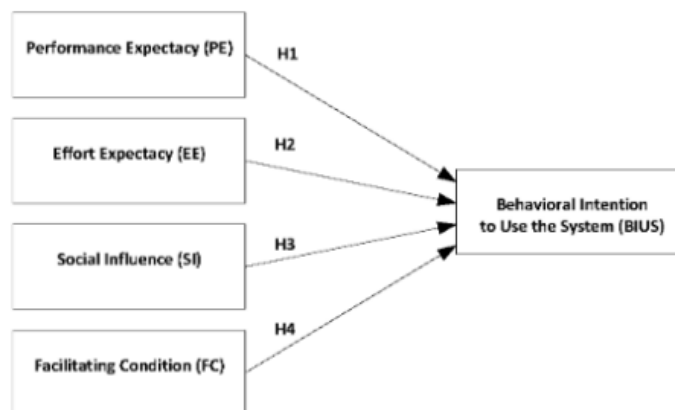 Performance Expectacy (PE)
H1
Effort Expectacy (EE)
H2
Behavioral Intention
to Use the System (BIUS)
Social Influence (SI)
H3
H4
Facilitating Condition (FC)